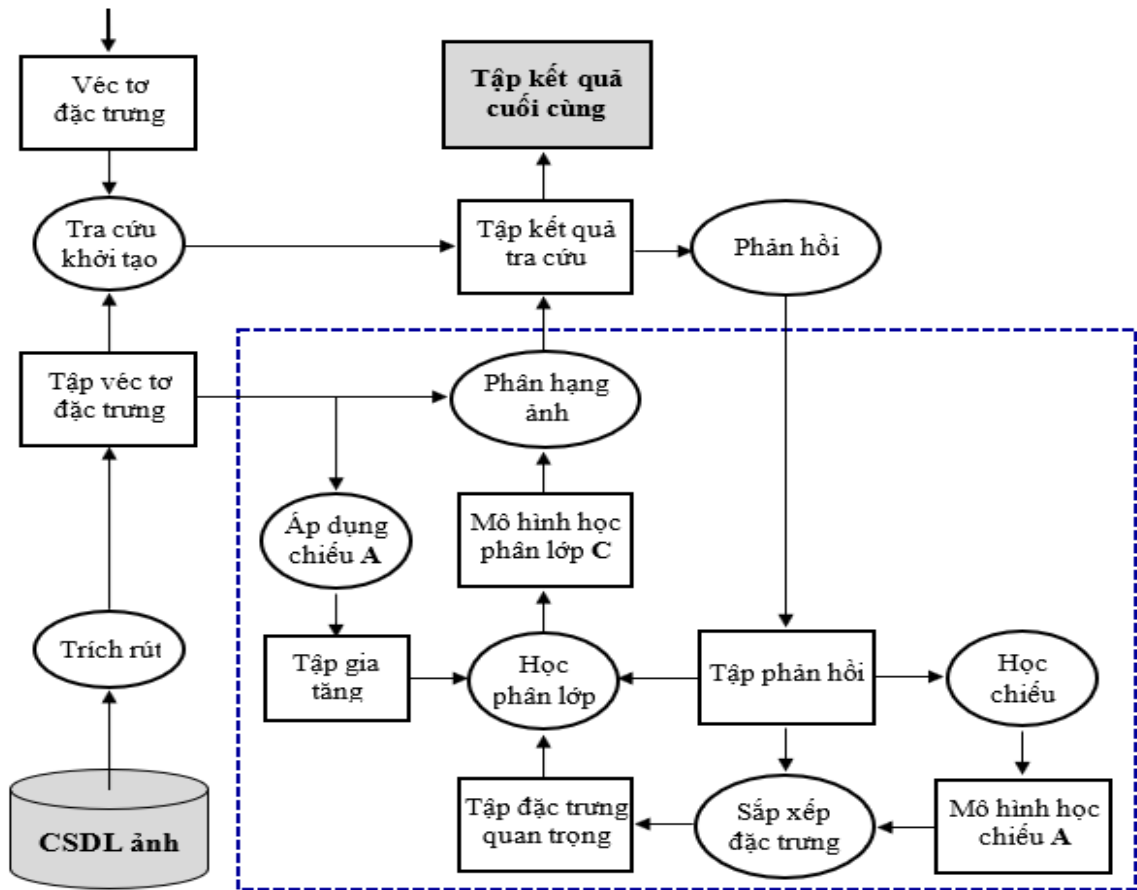 Véc tơ
đặc trưng
Tập kết quả
cuối cùng
Tra cứu
khởi tạo
Tập kết quả
tra cứu
Phản hồi
Tập véc tơ
đặc trưng
Phân hạng
ảnh
Áp dụng
chiếu A
Mô hình học
phân lớp C
Trích rút
Tập gia
tăng
Học
phân lớp
Tập phản hồi
Học
chiếu
CSDL ảnh
Tập đặc trưng
quan trọng
Sắp xếp
đặc trưng
Mô hình học
chiếu A